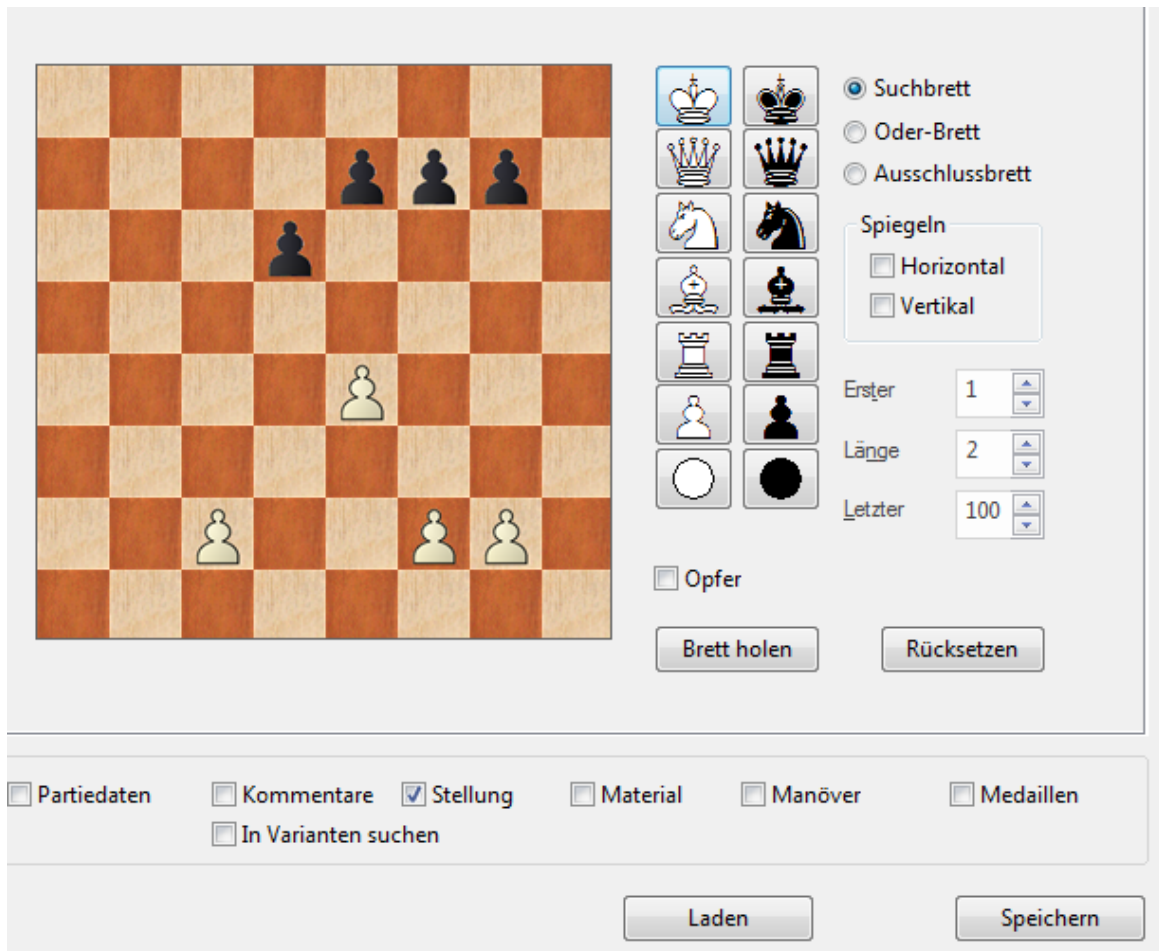 Suchbrett
Oder-Brett
Ausschlussbrett
Spiegeln
Horizontal
Vertikal
Erster 1
Länge 2
Letzter 100
Opfer
Brett holen Rücksetzen
Partiedaten Kommentare Stellung Material Manöver Medaillen
In Varianten suchen
Laden Speichern